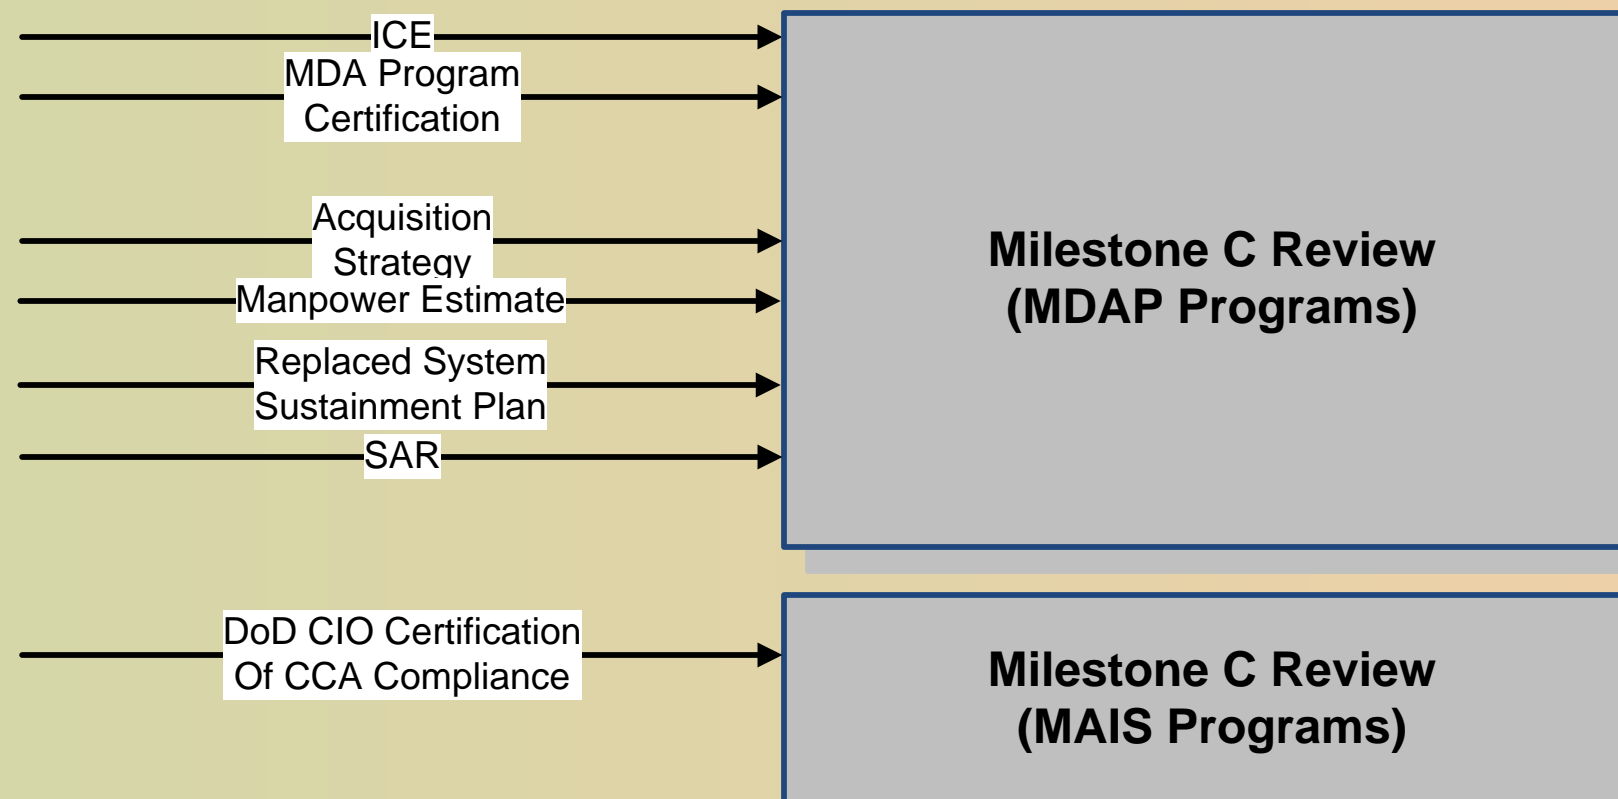 ICE
MDA Program
Certification
Acquisition
Strategy
Manpower Estimate
Replaced System
Sustainment Plan
SAR
Milestone C Review
(MDAP Programs)
DoD CIO Certification
Of CCA Compliance
Milestone C Review
(MAIS Programs)